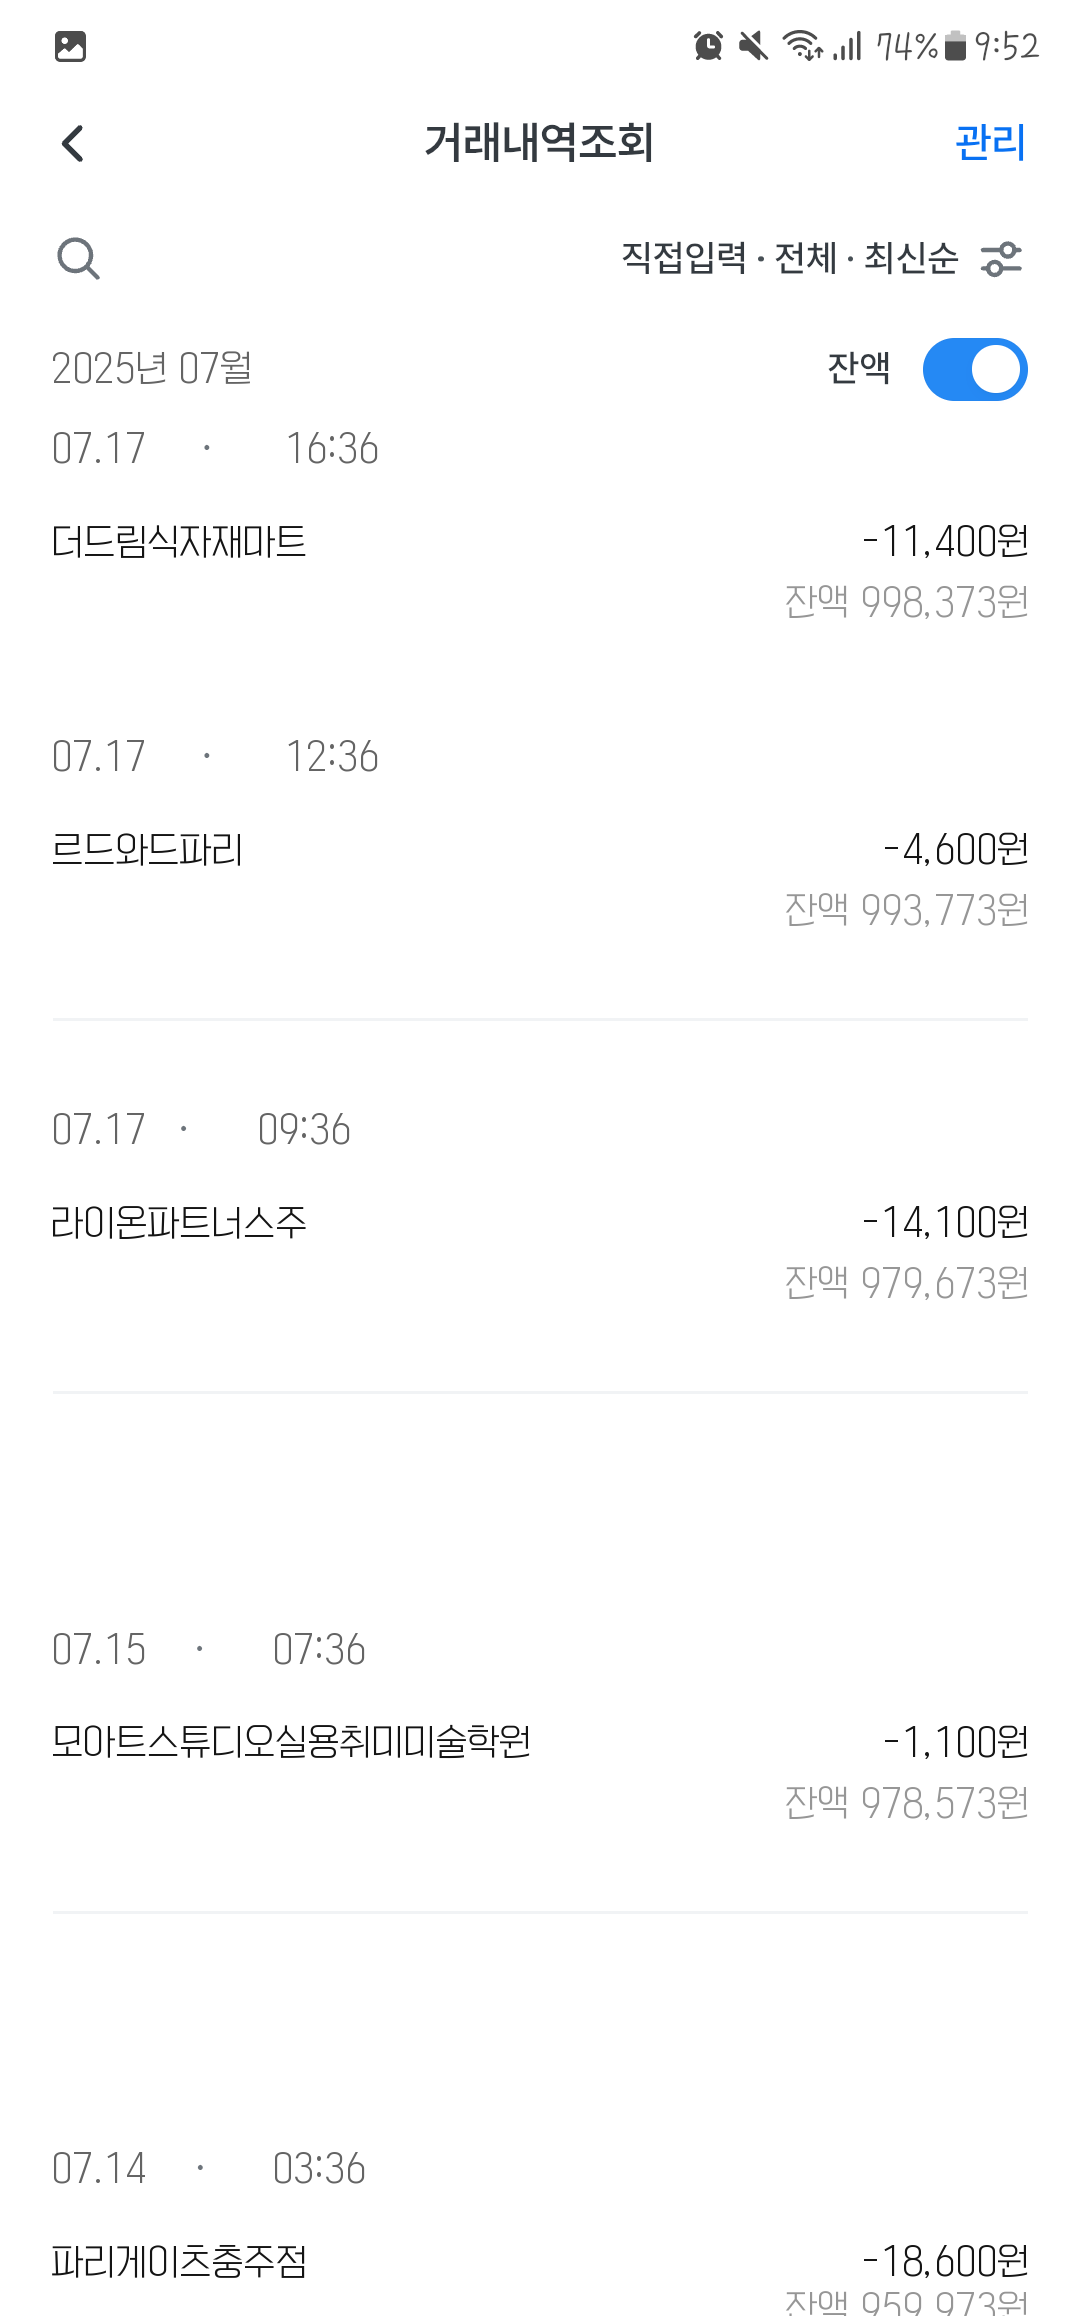 74% 9:52
거래내역조회 관리
직접입력 · 전체 · 최신순
2025년 07월 잔액
07.17 · 16:36
더드림식자재마트 -11,400원
잔액 998,373원
07.17 · 12:36
르드와드파리 -4,600원
잔액 993,773원
07.17 · 09:36
라이온파트너스주 -14,100원
잔액 979,673원
07.15 · 07:36
모아트스튜디오실용취미미술학원 -1,100원
잔액 978,573원
07.14 · 03:36
파리게이츠충주점 -18,600원
잔액 959,973원